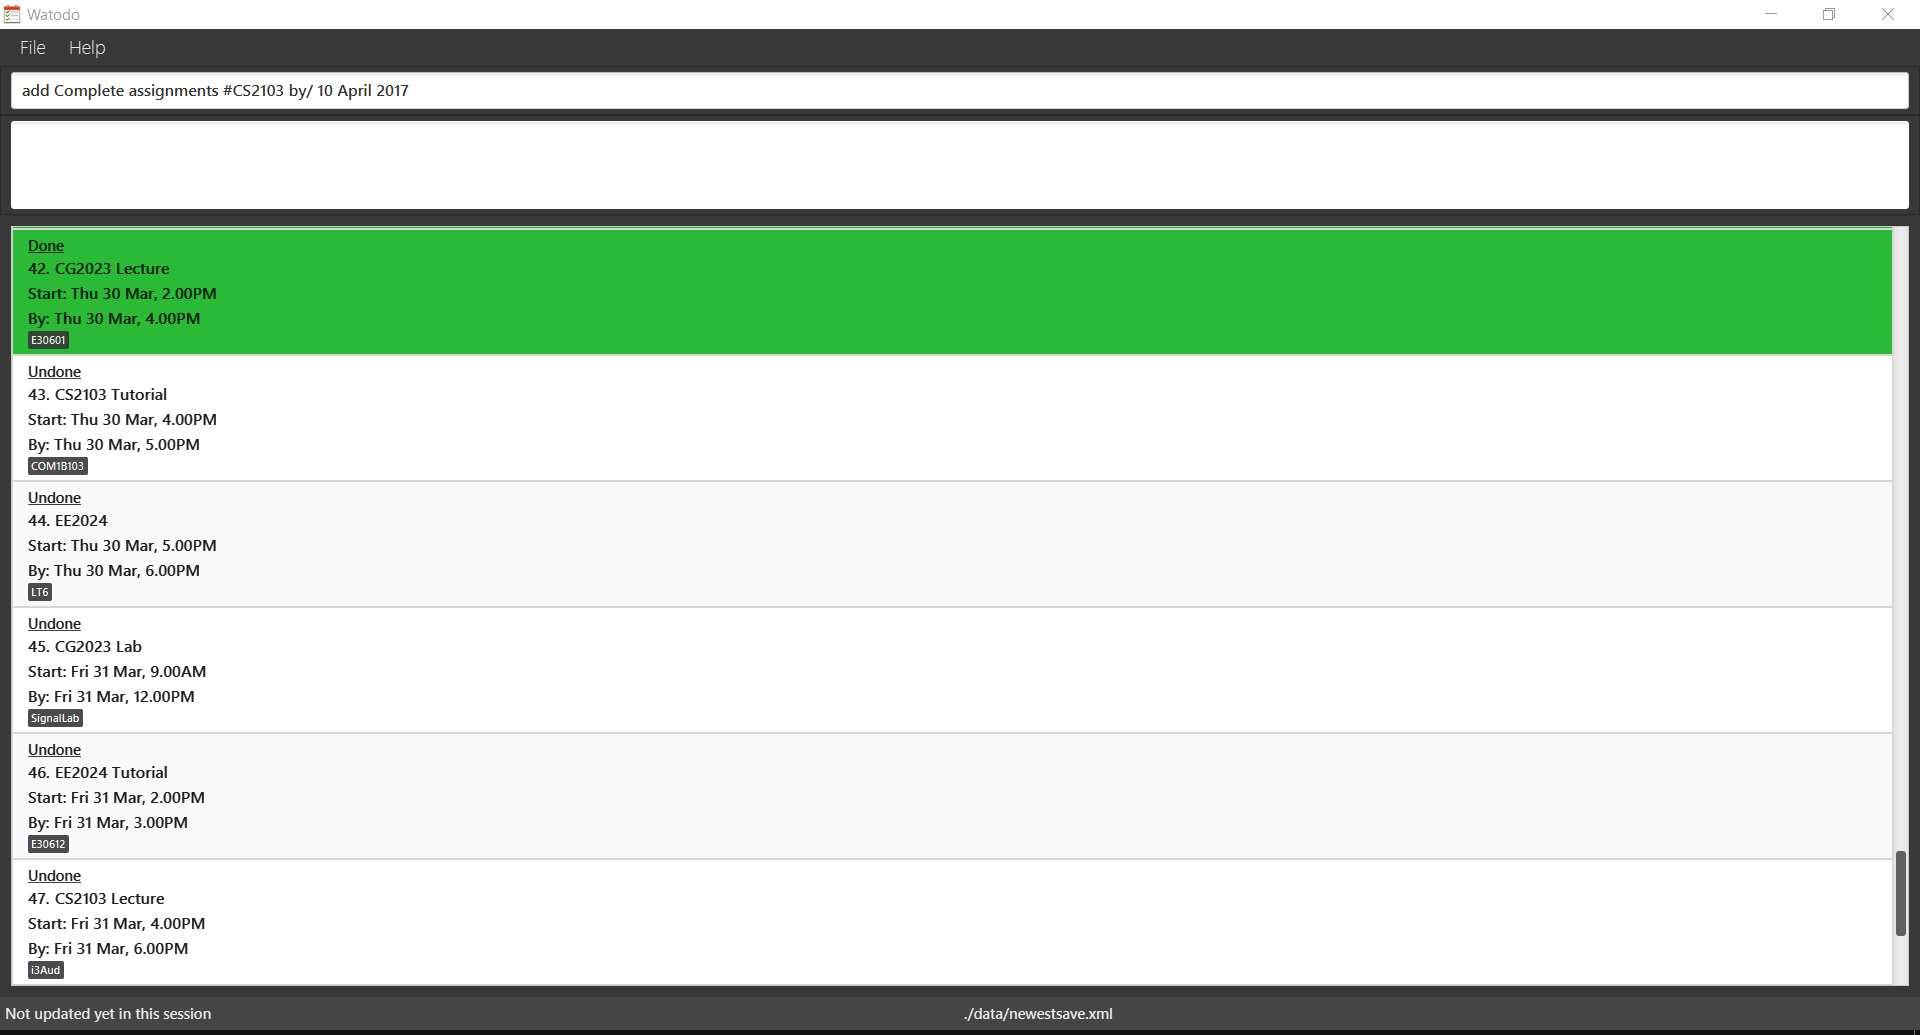 Watodo
File Help
add Complete assignments #CS2103 by/ 10 April 2017
Done
42. CG2023 Lecture
Start: Thu 30 Mar, 2.00PM
By: Thu 30 Mar, 4.00PM
E30601
Undone
43. CS2103 Tutorial
Start: Thu 30 Mar, 4.00PM
By: Thu 30 Mar, 5.00PM
COM1B103
Undone
44. EE2024
Start: Thu 30 Mar, 5.00PM
By: Thu 30 Mar, 6.00PM
LT6
Undone
45. CG2023 Lab
Start: Fri 31 Mar, 9.00AM
By: Fri 31 Mar, 12.00PM
SignalLab
Undone
46. EE2024 Tutorial
Start: Fri 31 Mar, 2.00PM
By: Fri 31 Mar, 3.00PM
E30612
Undone
47. CS2103 Lecture
Start: Fri 31 Mar, 4.00PM
By: Fri 31 Mar, 6.00PM
i3Aud
Not updated yet in this session ./data/newestsave.xml